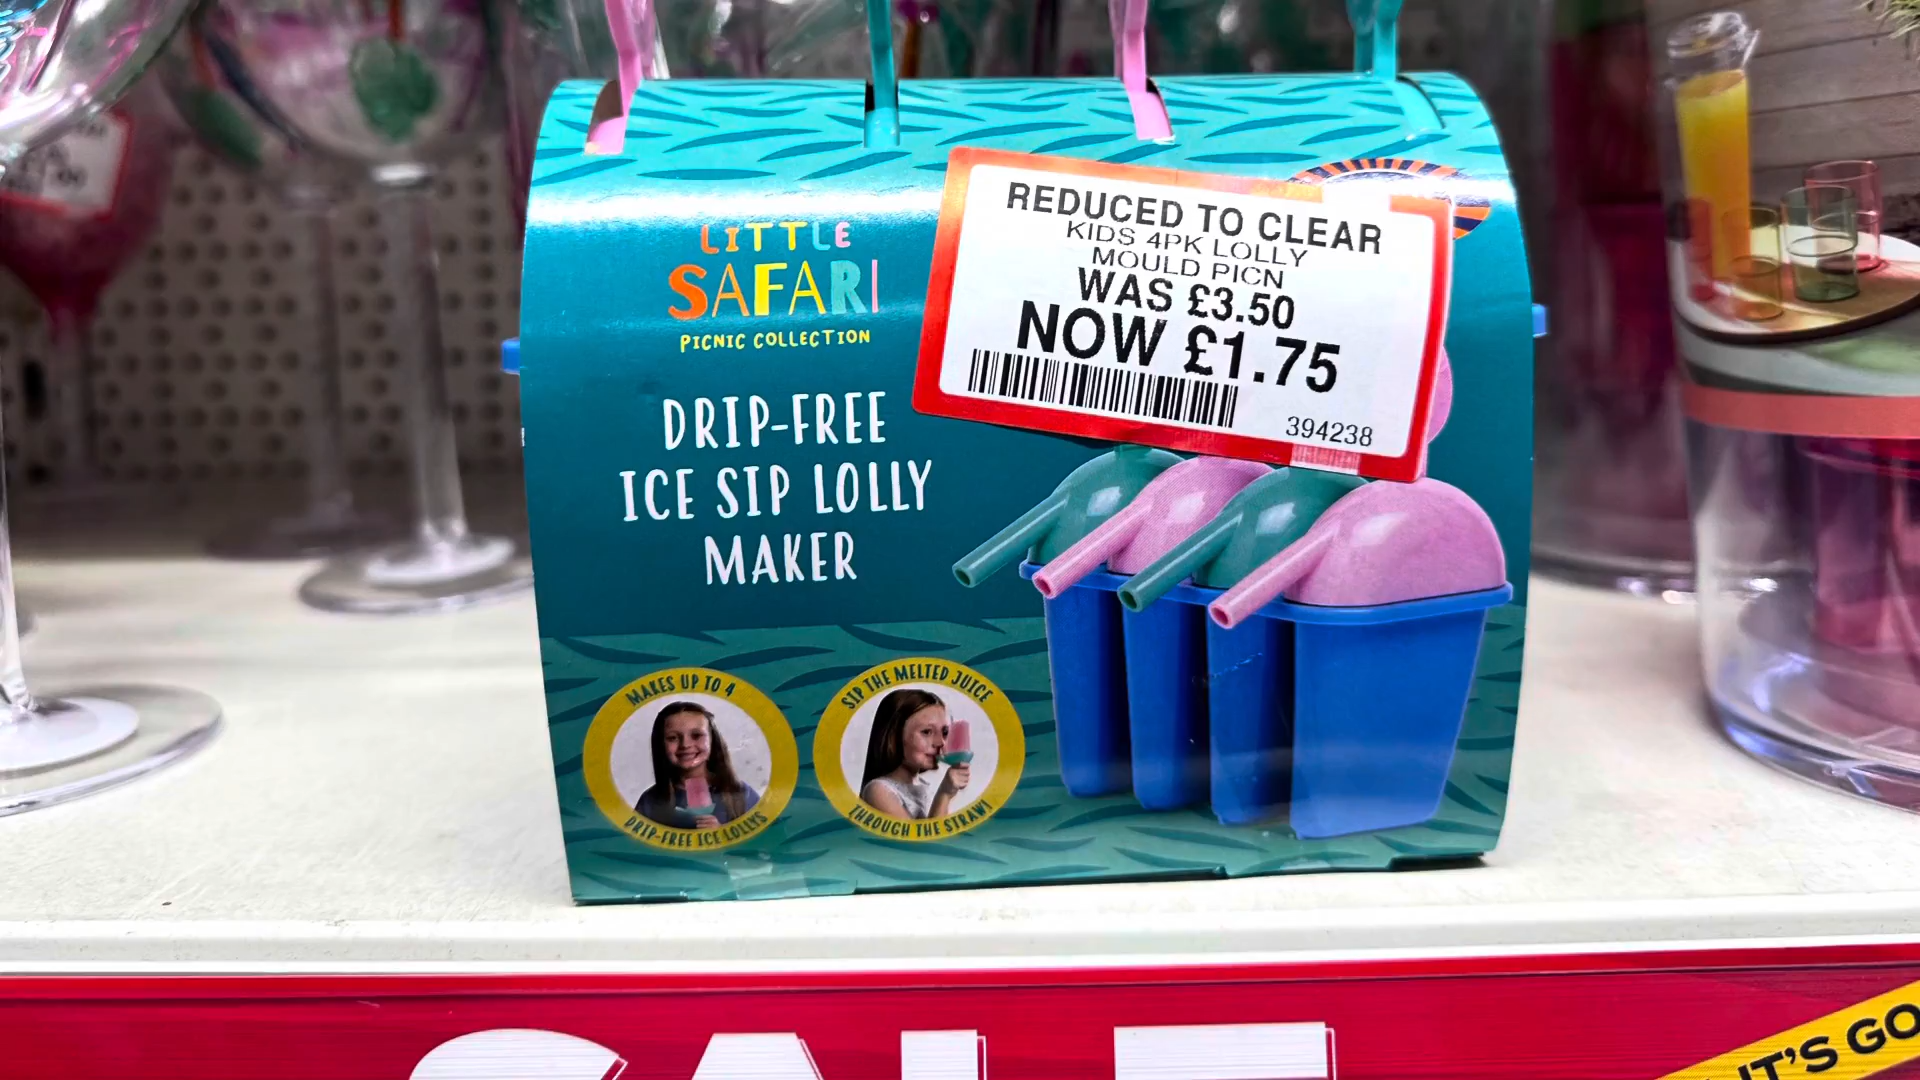 LITTLE
SAFARI
PICNIC COLLECTION
DRIP-FREE
ICE SIP LOLLY
MAKER
REDUCED TO CLEAR
KIDS 4PK LOLLY
MOULD PICN
WAS £3.50
NOW £1.75
394238
MAKES UP TO 4
DRIP-FREE ICE LOLLYS
SIP THE MELTED JUICE
THROUGH THE STRAW!
SALE
IT'S GO